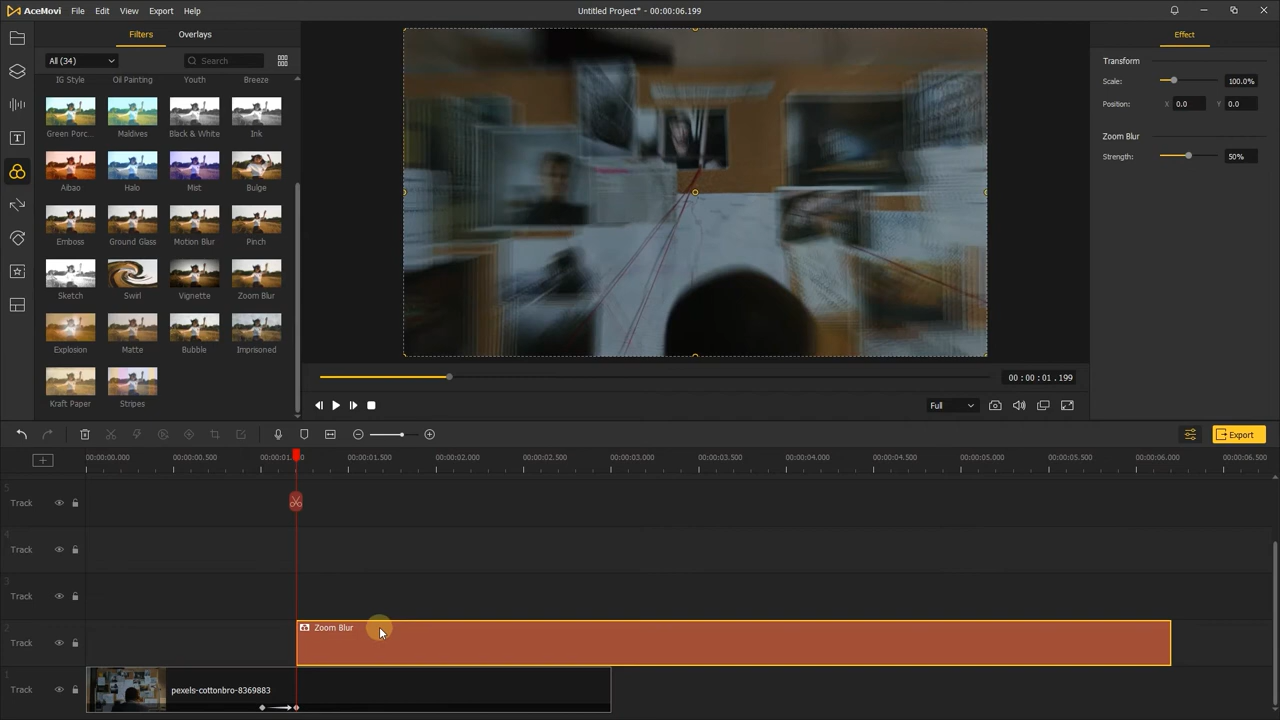 AceMovi File Edit View Export Help Untitled Project* - 00:00:06.199
Filters Overlays
All (34) Search
IG Style Oil Painting Youth Breeze
Green Porc... Maldives Black & White Ink
Aibao Halo Mist Bulge
Emboss Ground Glass Motion Blur Pinch
Sketch Swirl Vignette Zoom Blur
Explosion Matte Bubble Imprisoned
Kraft Paper Stripes
Effect
Transform
Scale: 100.0%
Position: X 0.0 Y 0.0
Zoom Blur
Strength: 50%
00:00:01.199
Full
Export
00:00:00.000 00:00:00.500 00:00:01. 00:00:01.500 00:00:02.000 00:00:02.500 00:00:03.000 00:00:03.500 00:00:04.000 00:00:04.500 00:00:05.000 00:00:05.500 00:00:06.000 00:00:06.500
5 Track
4 Track
3 Track
2 Track Zoom Blur
1 Track pexels-cottonbro-8369883